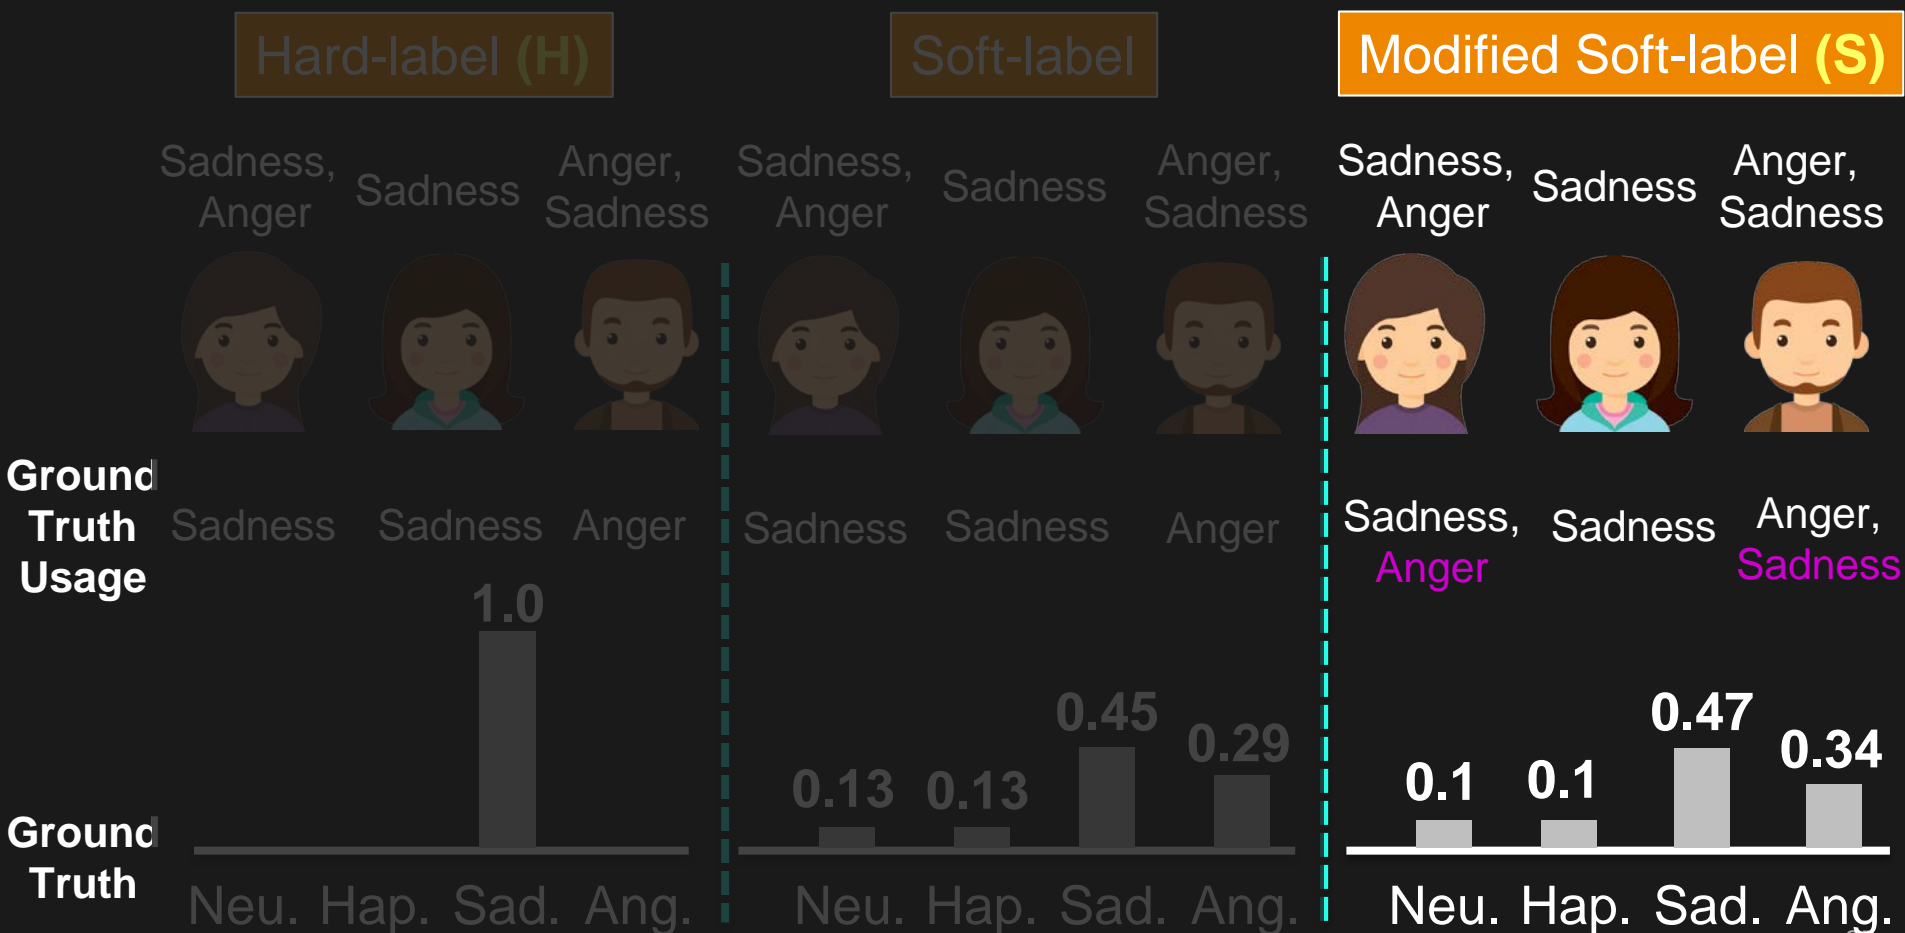 Hard-label (H)
Soft-label
Modified Soft-label (S)
Sadness,
Anger
Sadness
Anger,
Sadness
Sadness,
Anger
Sadness
Anger,
Sadness
Sadness,
Anger
Sadness
Anger,
Sadness
Ground
Truth
Usage
Sadness
Sadness
Anger
Sadness
Sadness
Anger
Sadness,
Anger
Sadness
Anger,
Sadness
1.0
0.13
0.13
0.45
0.29
0.1
0.1
0.47
0.34
Ground
Truth
Neu. Hap. Sad. Ang.
Neu. Hap. Sad. Ang.
Neu. Hap. Sad. Ang.